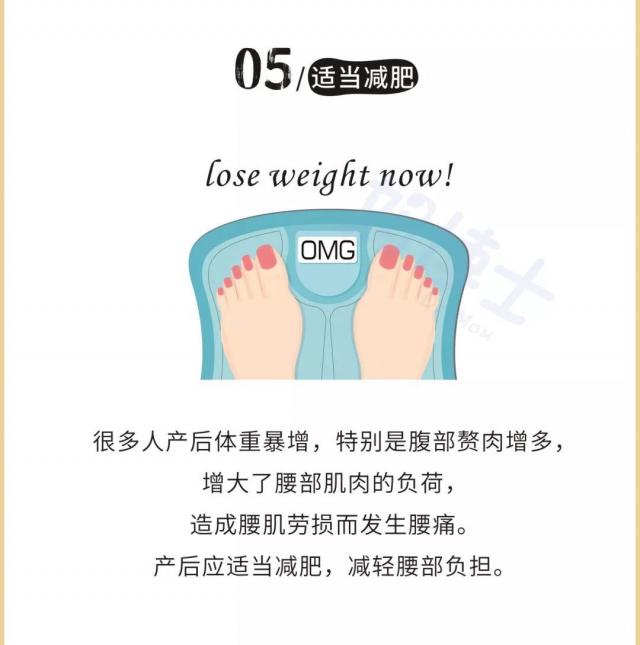 05/适当减肥
lose weight now!
OMG
很多人产后体重暴增，特别是腹部赘肉增多，
增大了腰部肌肉的负荷，
造成腰肌劳损而发生腰痛。
产后应适当减肥，减轻腰部负担。